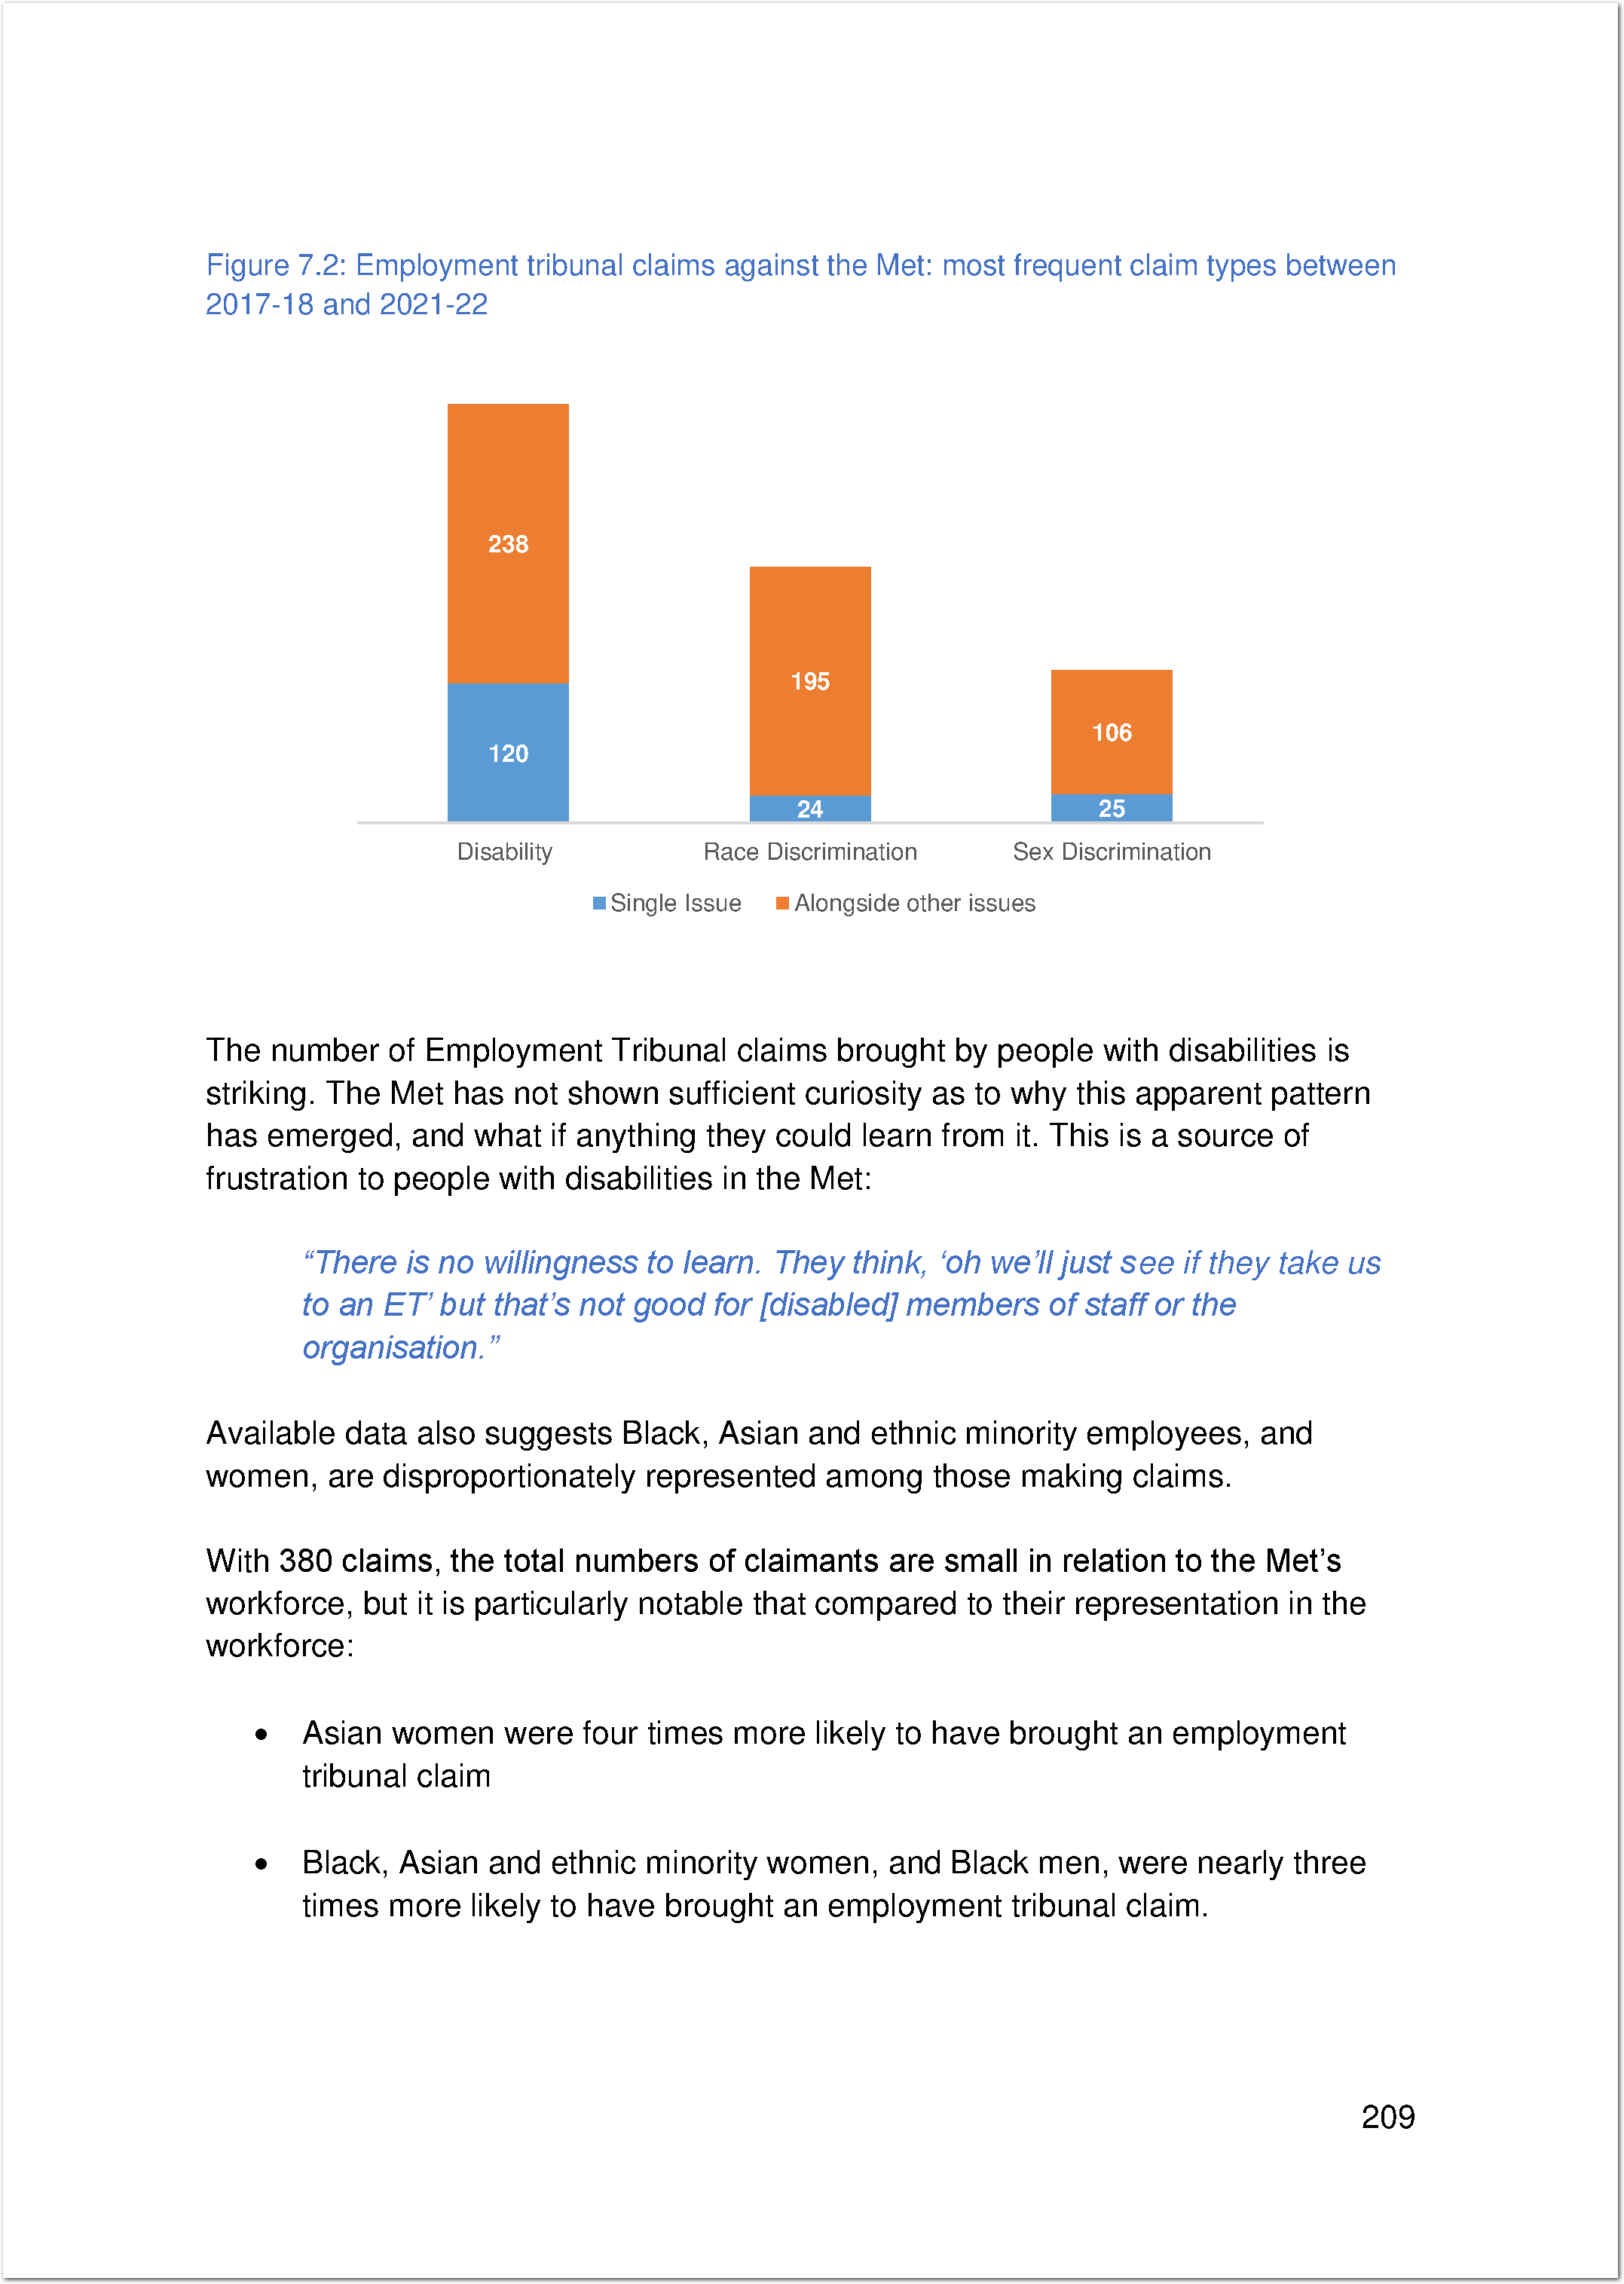 Figure 7.2: Employment tribunal claims against the Met: most frequent claim types between
2017-18 and 2021-22
238
195
106
120
24
25
Disability
Race Discrimination
Sex Discrimination
Single Issue
Alongside other issues
The number of Employment Tribunal claims brought by people with disabilities is
striking. The Met has not shown sufficient curiosity as to why this apparent pattern
has emerged, and what if anything they could learn from it. This is a source of
frustration to people with disabilities in the Met:
“There is no willingness to learn. They think, ‘oh we’ll just see if they take us
to an ET’ but that’s not good for [disabled] members of staff or the
organisation.”
Available data also suggests Black, Asian and ethnic minority employees, and
women, are disproportionately represented among those making claims.
With 380 claims, the total numbers of claimants are small in relation to the Met’s
workforce, but it is particularly notable that compared to their representation in the
workforce:
• Asian women were four times more likely to have brought an employment
tribunal claim
• Black, Asian and ethnic minority women, and Black men, were nearly three
times more likely to have brought an employment tribunal claim.
209